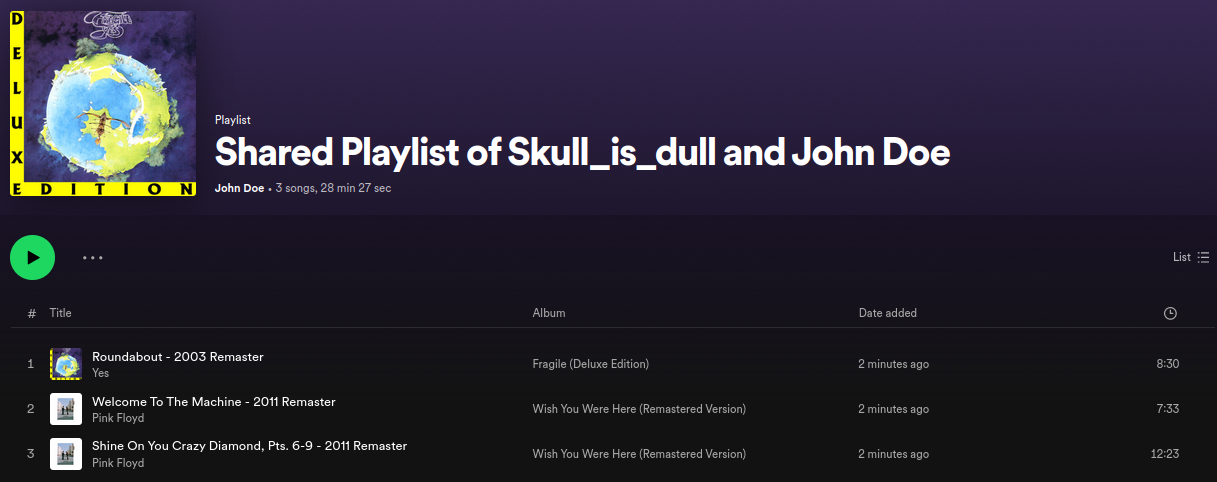 DELUXE
EDITION
Yes
Playlist
Shared Playlist of Skull_is_dull and John Doe
John Doe • 3 songs, 28 min 27 sec
List
# Title Album Date added
1 Roundabout - 2003 Remaster Fragile (Deluxe Edition) 2 minutes ago 8:30
Yes
2 Welcome To The Machine - 2011 Remaster Wish You Were Here (Remastered Version) 2 minutes ago 7:33
Pink Floyd
3 Shine On You Crazy Diamond, Pts. 6-9 - 2011 Remaster Wish You Were Here (Remastered Version) 2 minutes ago 12:23
Pink Floyd